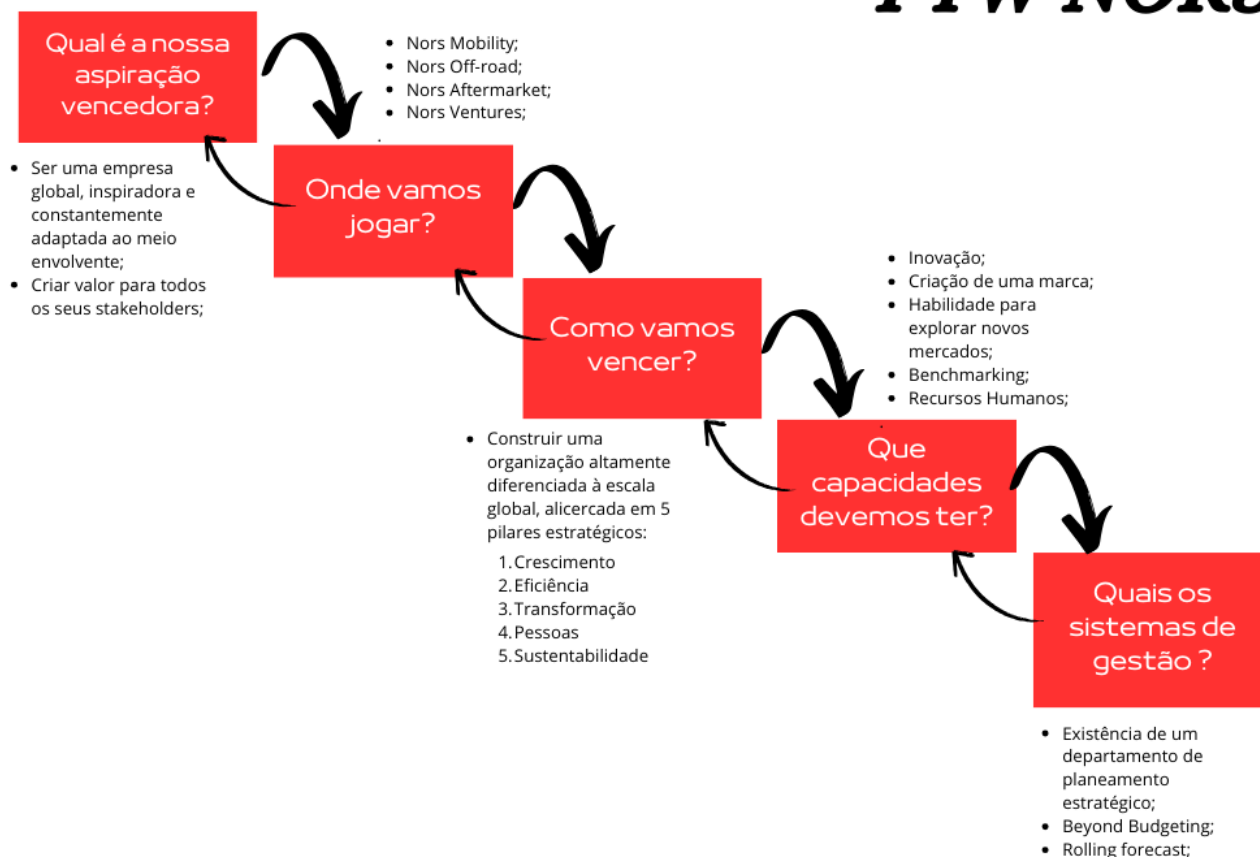 PTW NORS
Qual é a nossa
aspiração
vencedora?
• Nors Mobility;
• Nors Off-road;
• Nors Aftermarket;
• Nors Ventures;
• Ser uma empresa
global, inspiradora e
constantemente
adaptada ao meio
envolvente;
• Criar valor para todos
os seus stakeholders;
Onde vamos
jogar?
Como vamos
vencer?
• Construir uma
organização altamente
diferenciada à escala
global, alicercada em 5
pilares estratégicos:
1. Crescimento
2. Eficiência
3. Transformação
4. Pessoas
5. Sustentabilidade
• Inovação;
• Criação de uma marca;
• Habilidade para
explorar novos
mercados;
• Benchmarking;
• Recursos Humanos;
Que
capacidades
devemos ter?
Quais os
sistemas de
gestão ?
• Existência de um
departamento de
planeamento
estratégico;
• Beyond Budgeting;
• Rolling forecast;